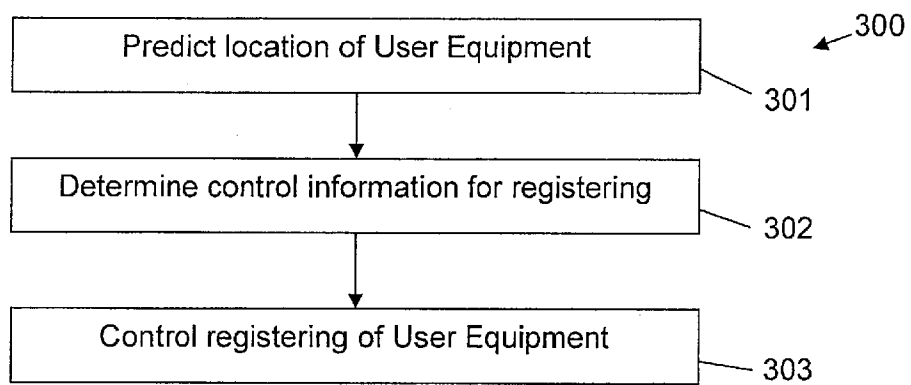 300
Predict location of User Equipment
301
Determine control information for registering
302
Control registering of User Equipment
303